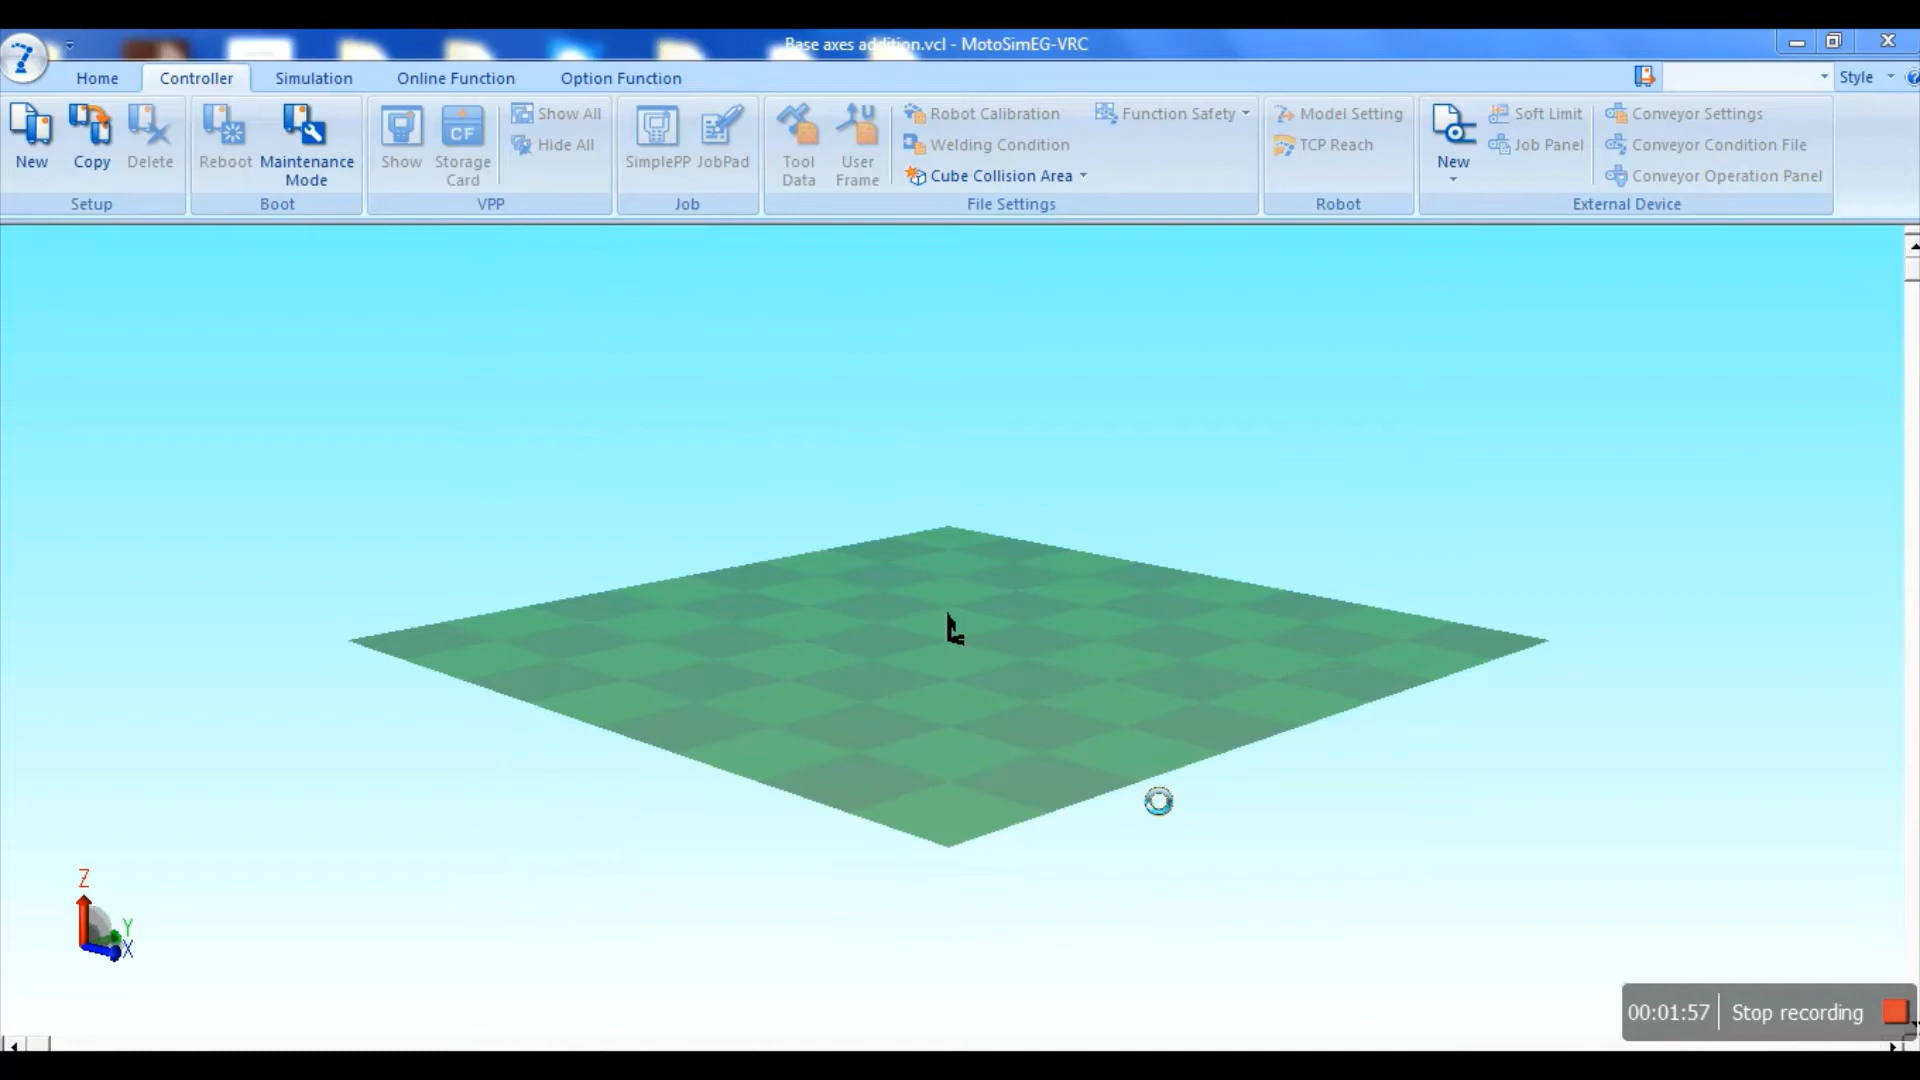 Base axes addition.vcl - MotoSimEG-VRC
Home Controller Simulation Online Function Option Function Style
New Copy Delete
Setup
Reboot Maintenance Mode
Boot
Show Storage Card
Show All
Hide All
VPP
SimplePP JobPad
Job
Tool Data
User Frame
Robot Calibration
Welding Condition
Cube Collision Area
Function Safety
File Settings
Model Setting
TCP Reach
Robot
New
Soft Limit
Job Panel
Conveyor Settings
Conveyor Condition File
Conveyor Operation Panel
External Device
CF
Z
Y
X
00:01:57 Stop recording